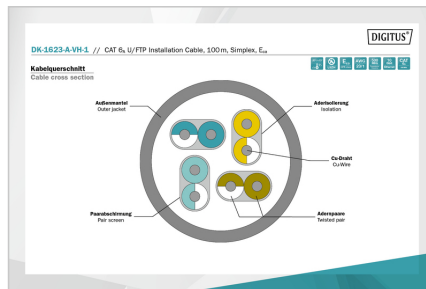 DIGITUS®
DK-1623-A-VH-1 // CAT 6A U/FTP Installation Cable, 100 m, Simplex, Eca
Kabelquerschnitt
Cable cross section
Außenmantel
Outer jacket
Aderisolierung
Isolation
Cu-Draht
Cu-Wire
Paarabschirmung
Pair screen
Adernpaare
Twisted pair